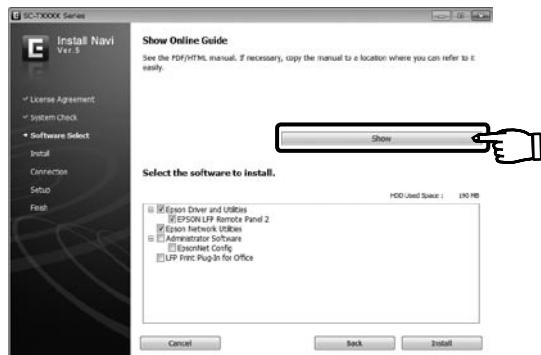 SC-TXXXX Series
E
Install Navi
Ver.5
License Agreement
System Check
Software Select
Install
Connection
Setup
Finish
Show Online Guide
See the PDF/HTML manual. If necessary, copy the manual to a location where you can refer to it
easily.
Show
Select the software to install.
HDD Used Space : 190 MB
Epson Driver and Utilities
EPSON LFP Remote Panel 2
Epson Network Utilities
Administrator Software
EpsonNet Config
LFP Print Plug-In for Office
Cancel
Back
Install